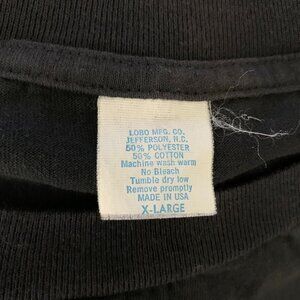 LOBO MFG. CO.
JEFFERSON, N.C.
50% POLYESTER
50% COTTON
Machine wash warm
No Bleach
Tumble dry low
Remove promptly
MADE IN USA
X-LARGE